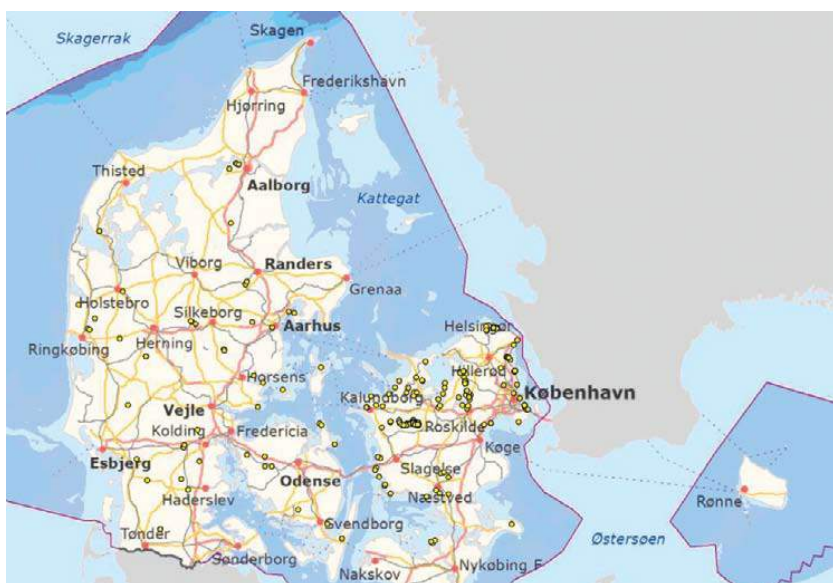 Skagen
Skagerrak
Frederikshavn
Hjørring
Thisted
Aalborg
Kattegat
Viborg
Randers
Grenaa
Holstebro
Silkeborg
Aarhus
Helsingør
Ringkøbing
Herning
Hillerød
Horsens
Kalundborg
København
Vejle
Roskilde
Kolding
Fredericia
Køge
Esbjerg
Slagelse
Odense
Haderslev
Næstved
Rønne
Svendborg
Tønder
Østersøen
Sønderborg
Nakskov
Nykøbing F